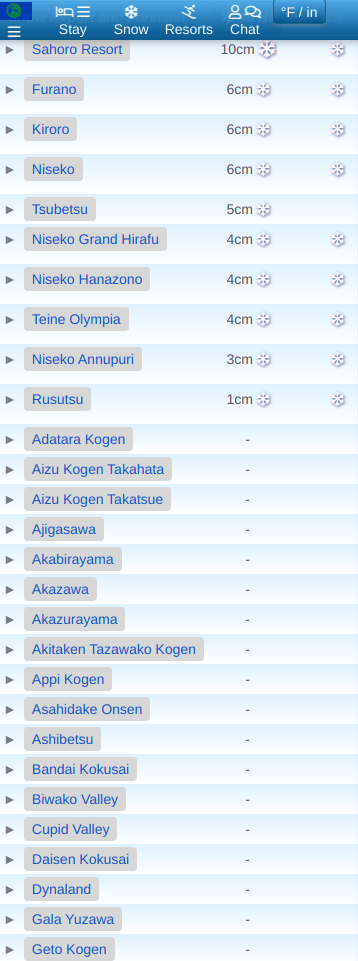 °F / in
Stay Snow Resorts Chat
Sahoro Resort 10cm
Furano 6cm
Kiroro 6cm
Niseko 6cm
Tsubetsu 5cm
Niseko Grand Hirafu 4cm
Niseko Hanazono 4cm
Teine Olympia 4cm
Niseko Annupuri 3cm
Rusutsu 1cm
Adatara Kogen -
Aizu Kogen Takahata -
Aizu Kogen Takatsue -
Ajigasawa -
Akabirayama -
Akazawa -
Akazurayama -
Akitaken Tazawako Kogen -
Appi Kogen -
Asahidake Onsen -
Ashibetsu -
Bandai Kokusai -
Biwako Valley -
Cupid Valley -
Daisen Kokusai -
Dynaland -
Gala Yuzawa -
Geto Kogen -